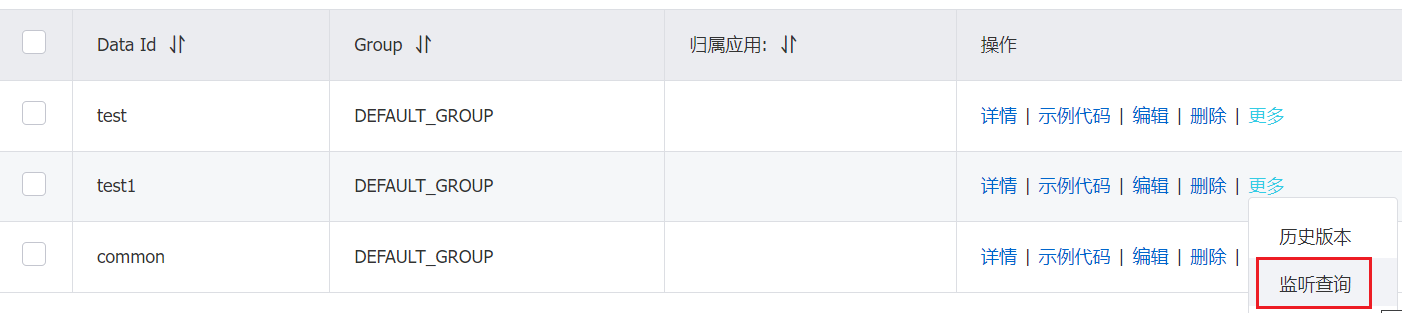 Data Id Group 归属应用: 操作
test DEFAULT_GROUP 详情 | 示例代码 | 编辑 | 删除 | 更多
test1 DEFAULT_GROUP 详情 | 示例代码 | 编辑 | 删除 | 更多
历史版本
common DEFAULT_GROUP 详情 | 示例代码 | 编辑 | 删除 |
监听查询